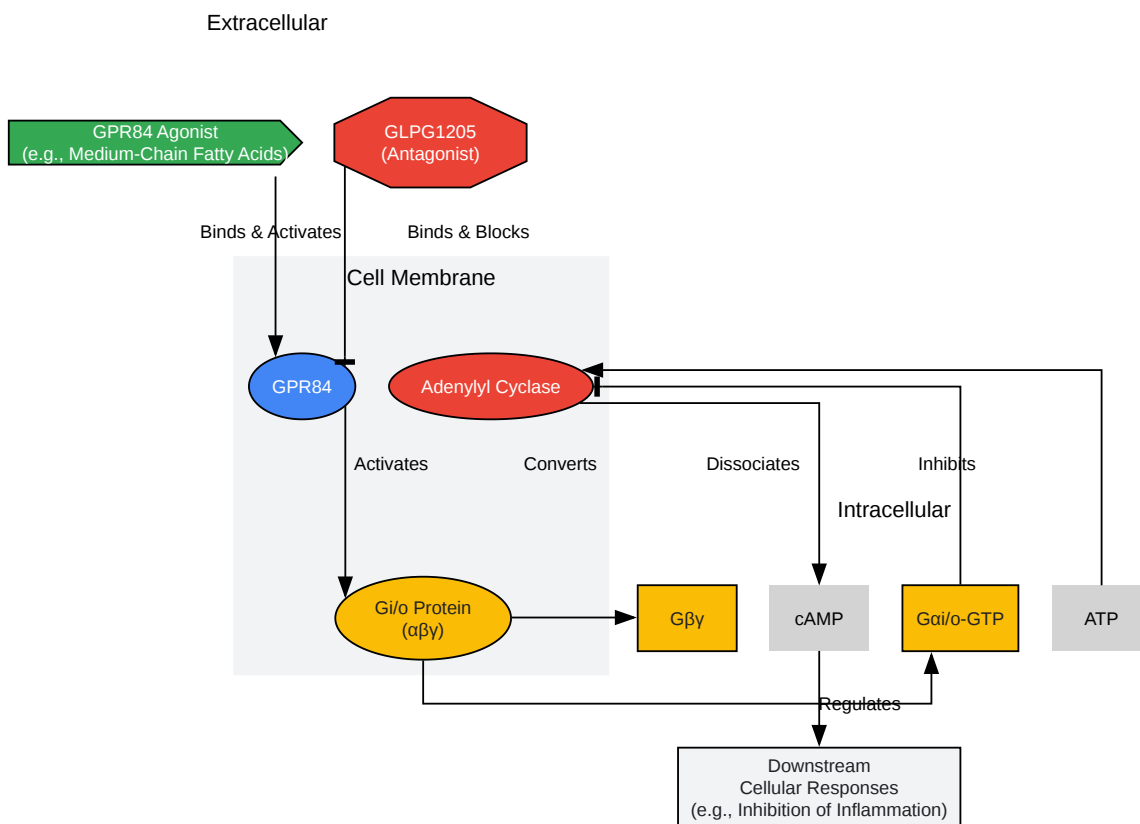 Extracellular
GPR84 Agonist
(e.g., Medium-Chain Fatty Acids)
GLPG1205
(Antagonist)
Binds & Activates
Binds & Blocks
Cell Membrane
GPR84
Adenylyl Cyclase
Activates
Converts
Dissociates
Inhibits
Intracellular
Gi/o Protein
(αβγ)
Gβγ
cAMP
Gαi/o-GTP
ATP
Regulates
Downstream
Cellular Responses
(e.g., Inhibition of Inflammation)